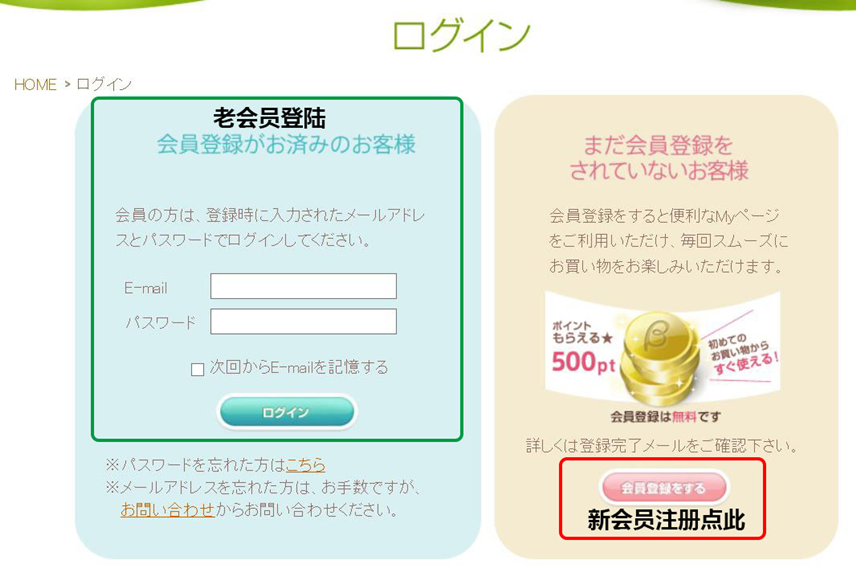 ログイン
HOME > ログイン
老会员登陆
会員登録がお済みのお客様
会員の方は、登録時に入力されたメールアドレ
スとパスワードでログインしてください。
E-mail
パスワード
次回からE-mailを記憶する
ログイン
※パスワードを忘れた方はこちら
※メールアドレスを忘れた方は、お手数ですが、
お問い合わせからお問い合わせください。
まだ会員登録を
されていないお客様
会員登録をすると便利なMyページ
をご利用いただけ、毎回スムーズに
お買い物をお楽しみいただけます。
ポイント
もらえる★
500pt
β
初めての
お買い物から
すぐ使える!
会員登録は無料です
詳しくは登録完了メールをご確認下さい。
会員登録をする
新会员注册点此